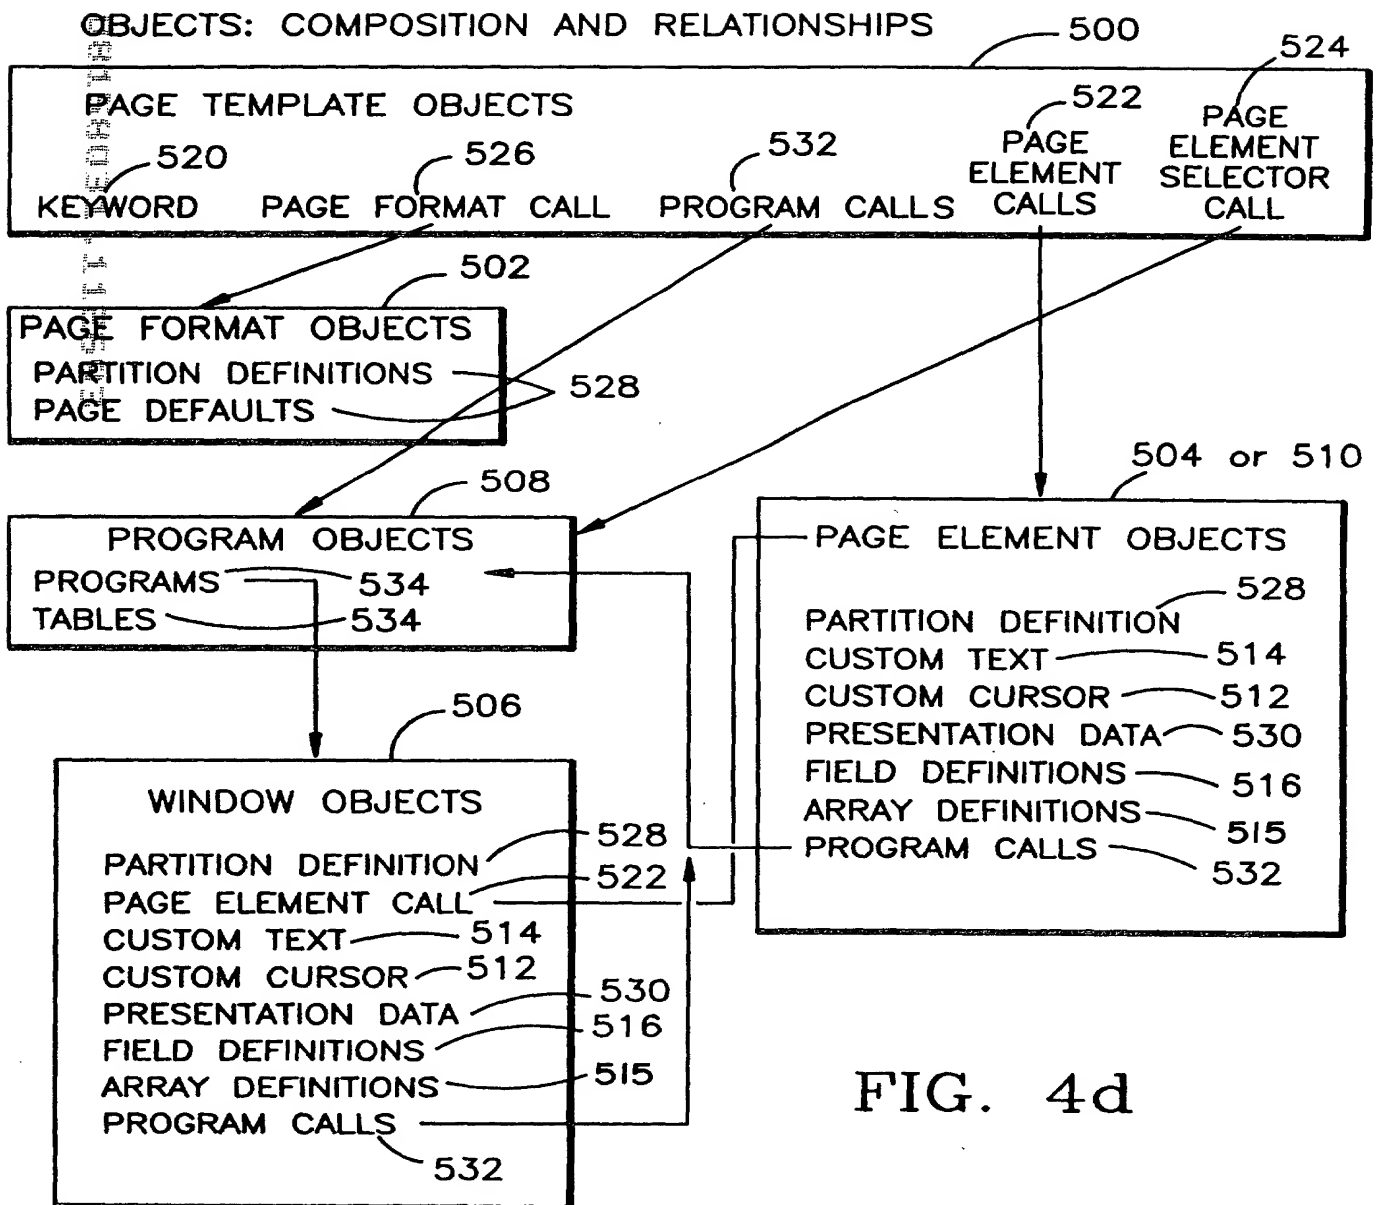 OBJECTS: COMPOSITION AND RELATIONSHIPS
500
524
PAGE TEMPLATE OBJECTS
522
PAGE
ELEMENT
SELECTOR
CALL
PAGE
ELEMENT
CALLS
520
526
532
KEYWORD
PAGE FORMAT CALL
PROGRAM CALLS
502
PAGE FORMAT OBJECTS
PARTITION DEFINITIONS
528
PAGE DEFAULTS
504 or 510
508
PROGRAM OBJECTS
PROGRAMS 534
TABLES 534
PAGE ELEMENT OBJECTS
528
PARTITION DEFINITION
CUSTOM TEXT 514
CUSTOM CURSOR 512
PRESENTATION DATA 530
FIELD DEFINITIONS 516
ARRAY DEFINITIONS 515
PROGRAM CALLS 532
506
WINDOW OBJECTS
PARTITION DEFINITION 528
PAGE ELEMENT CALL 522
CUSTOM TEXT 514
CUSTOM CURSOR 512
PRESENTATION DATA 530
FIELD DEFINITIONS 516
ARRAY DEFINITIONS 515
PROGRAM CALLS
532
FIG. 4d